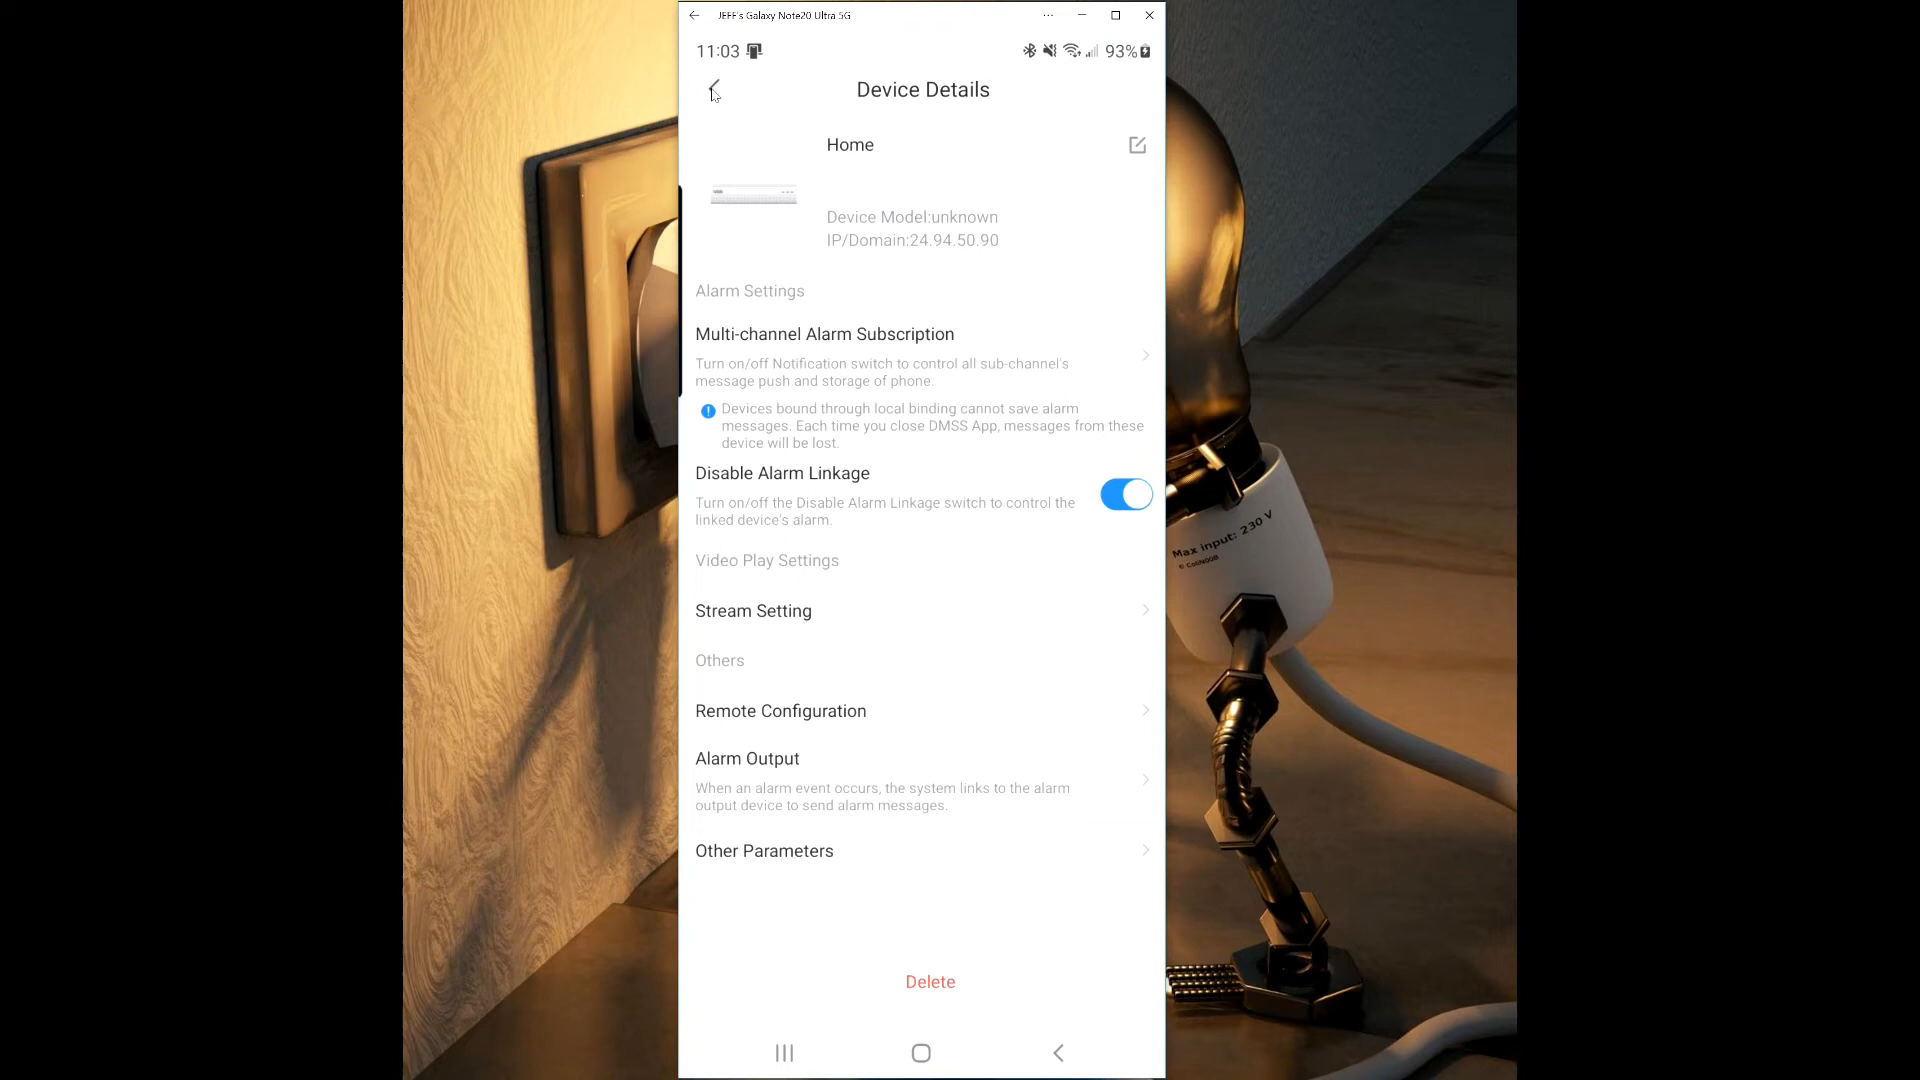 JEFF's Galaxy Note20 Ultra 5G
11:03
93%
Device Details
Home
Device Model:unknown
IP/Domain:24.94.50.90
Alarm Settings
Multi-channel Alarm Subscription
Turn on/off Notification switch to control all sub-channel's
message push and storage of phone.
Devices bound through local binding cannot save alarm
messages. Each time you close DMSS App, messages from these
device will be lost.
Disable Alarm Linkage
Turn on/off the Disable Alarm Linkage switch to control the
linked device's alarm.
Video Play Settings
Stream Setting
Others
Remote Configuration
Alarm Output
When an alarm event occurs, the system links to the alarm
output device to send alarm messages.
Other Parameters
Delete
Max input: 230 V